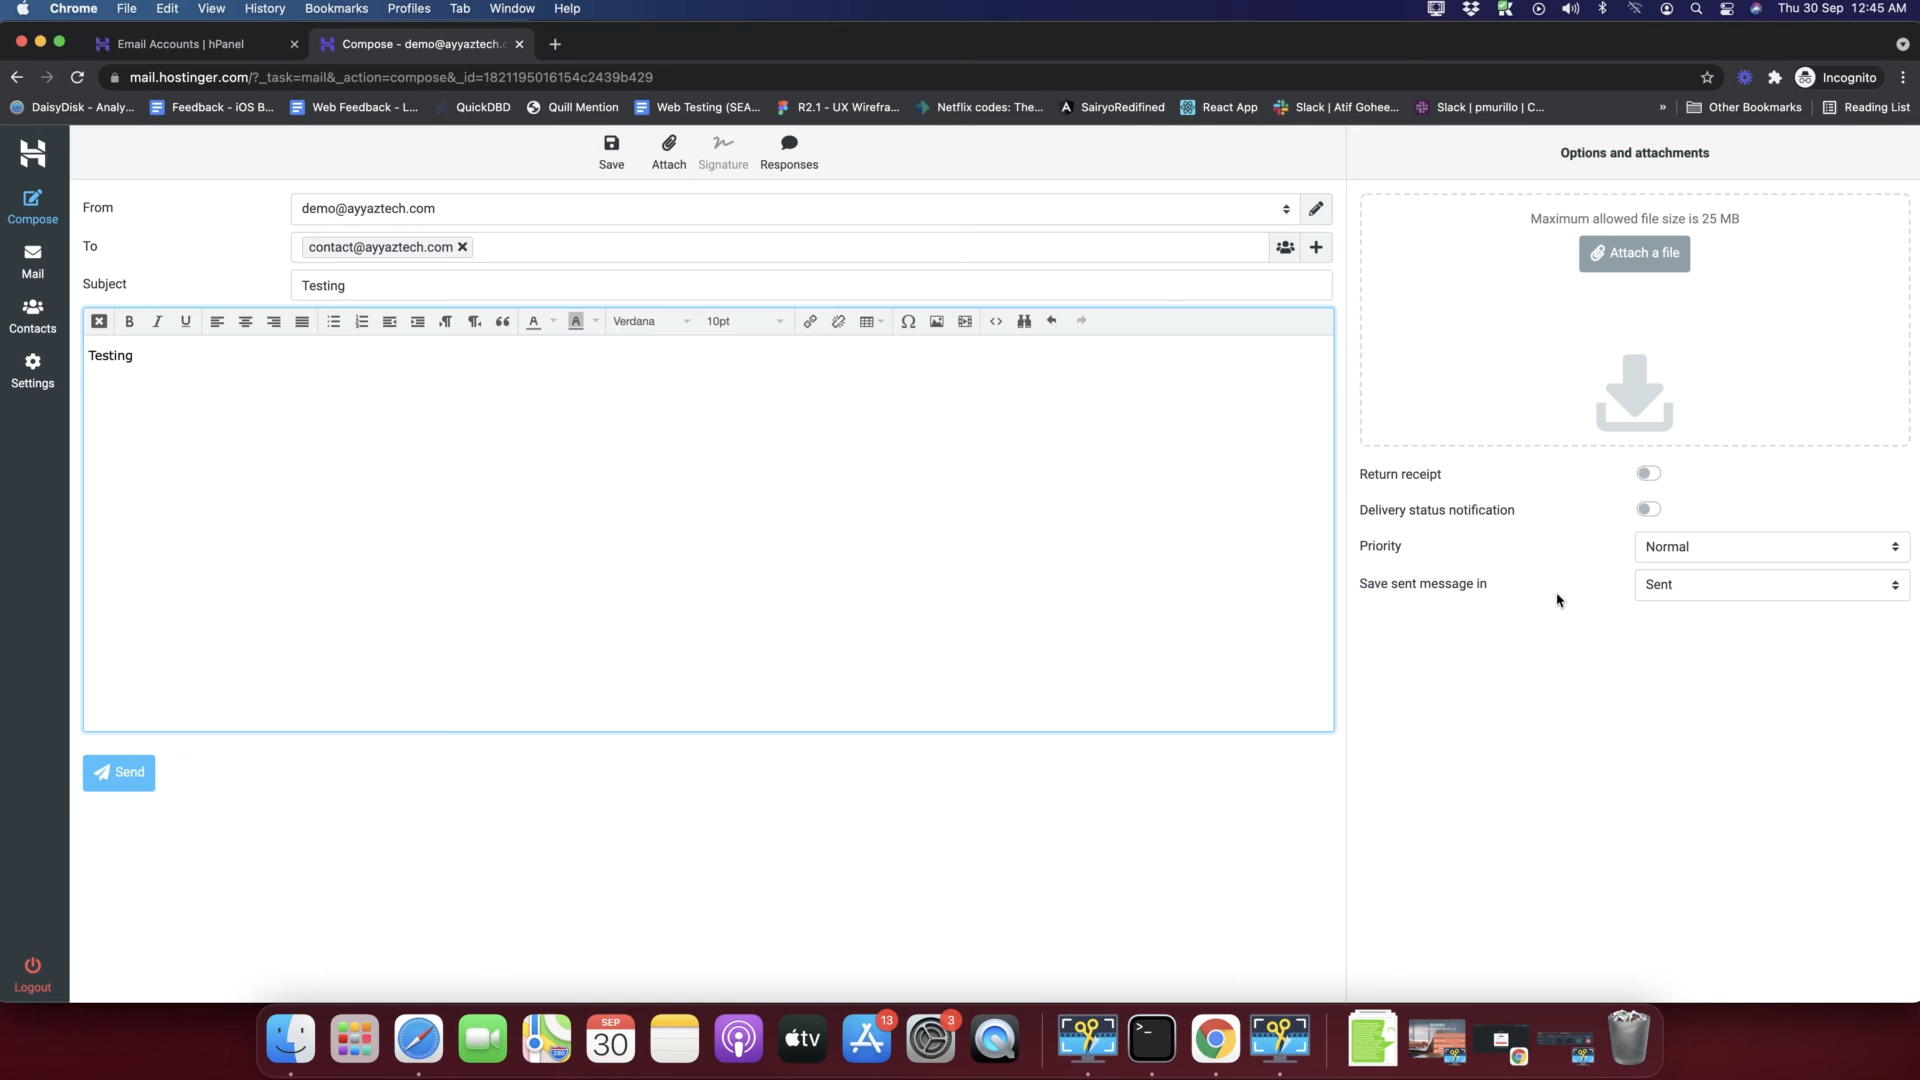 Chrome File Edit View History Bookmarks Profiles Tab Window Help Thu 30 Sep 12:45 AM
Email Accounts | hPanel Compose - demo@ayyaztech.c
mail.hostinger.com/?_task=mail&_action=compose&_id=1821195016154c2439b429 Incognito
DaisyDisk - Analy... Feedback - iOS B... Web Feedback - L... QuickDBD Quill Mention Web Testing (SEA... R2.1 - UX Wirefra... Netflix codes: The... SairyoRedifined React App Slack | Atif Gohee... Slack | pmurillo | C... » Other Bookmarks Reading List
Save Attach Signature Responses
Options and attachments
Compose
Mail
Contacts
Settings
Logout
From demo@ayyaztech.com
To contact@ayyaztech.com
Subject Testing
Verdana 10pt
Testing
Send
Maximum allowed file size is 25 MB
Attach a file
Return receipt
Delivery status notification
Priority Normal
Save sent message in Sent
SEP
30
280
tv
13
3